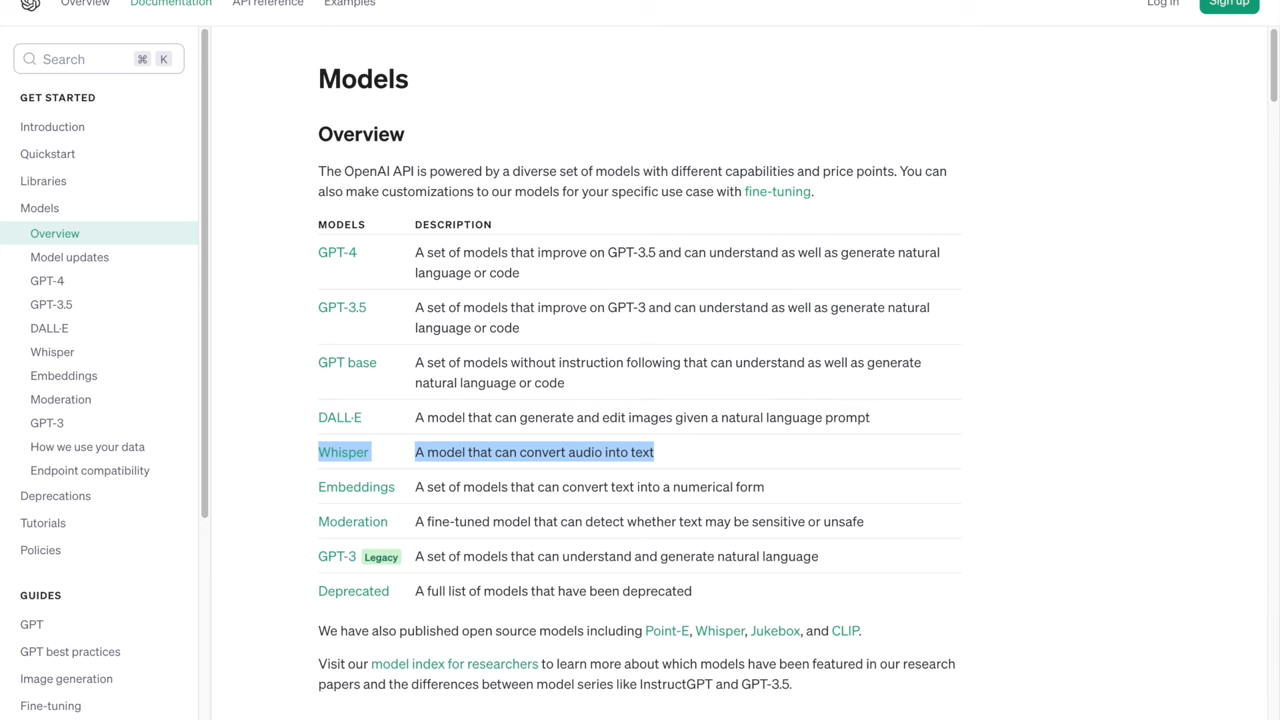 Overview Documentation API reference Examples Log in Sign up
Search ⌘ K
GET STARTED
Introduction
Quickstart
Libraries
Models
Overview
Model updates
GPT-4
GPT-3.5
DALL·E
Whisper
Embeddings
Moderation
GPT-3
How we use your data
Endpoint compatibility
Deprecations
Tutorials
Policies
GUIDES
GPT
GPT best practices
Image generation
Fine-tuning
Models
Overview
The OpenAI API is powered by a diverse set of models with different capabilities and price points. You can
also make customizations to our models for your specific use case with fine-tuning.
MODELS DESCRIPTION
GPT-4 A set of models that improve on GPT-3.5 and can understand as well as generate natural
language or code
GPT-3.5 A set of models that improve on GPT-3 and can understand as well as generate natural
language or code
GPT base A set of models without instruction following that can understand as well as generate
natural language or code
DALL·E A model that can generate and edit images given a natural language prompt
Whisper A model that can convert audio into text
Embeddings A set of models that can convert text into a numerical form
Moderation A fine-tuned model that can detect whether text may be sensitive or unsafe
GPT-3 Legacy A set of models that can understand and generate natural language
Deprecated A full list of models that have been deprecated
We have also published open source models including Point-E, Whisper, Jukebox, and CLIP.
Visit our model index for researchers to learn more about which models have been featured in our research
papers and the differences between model series like InstructGPT and GPT-3.5.